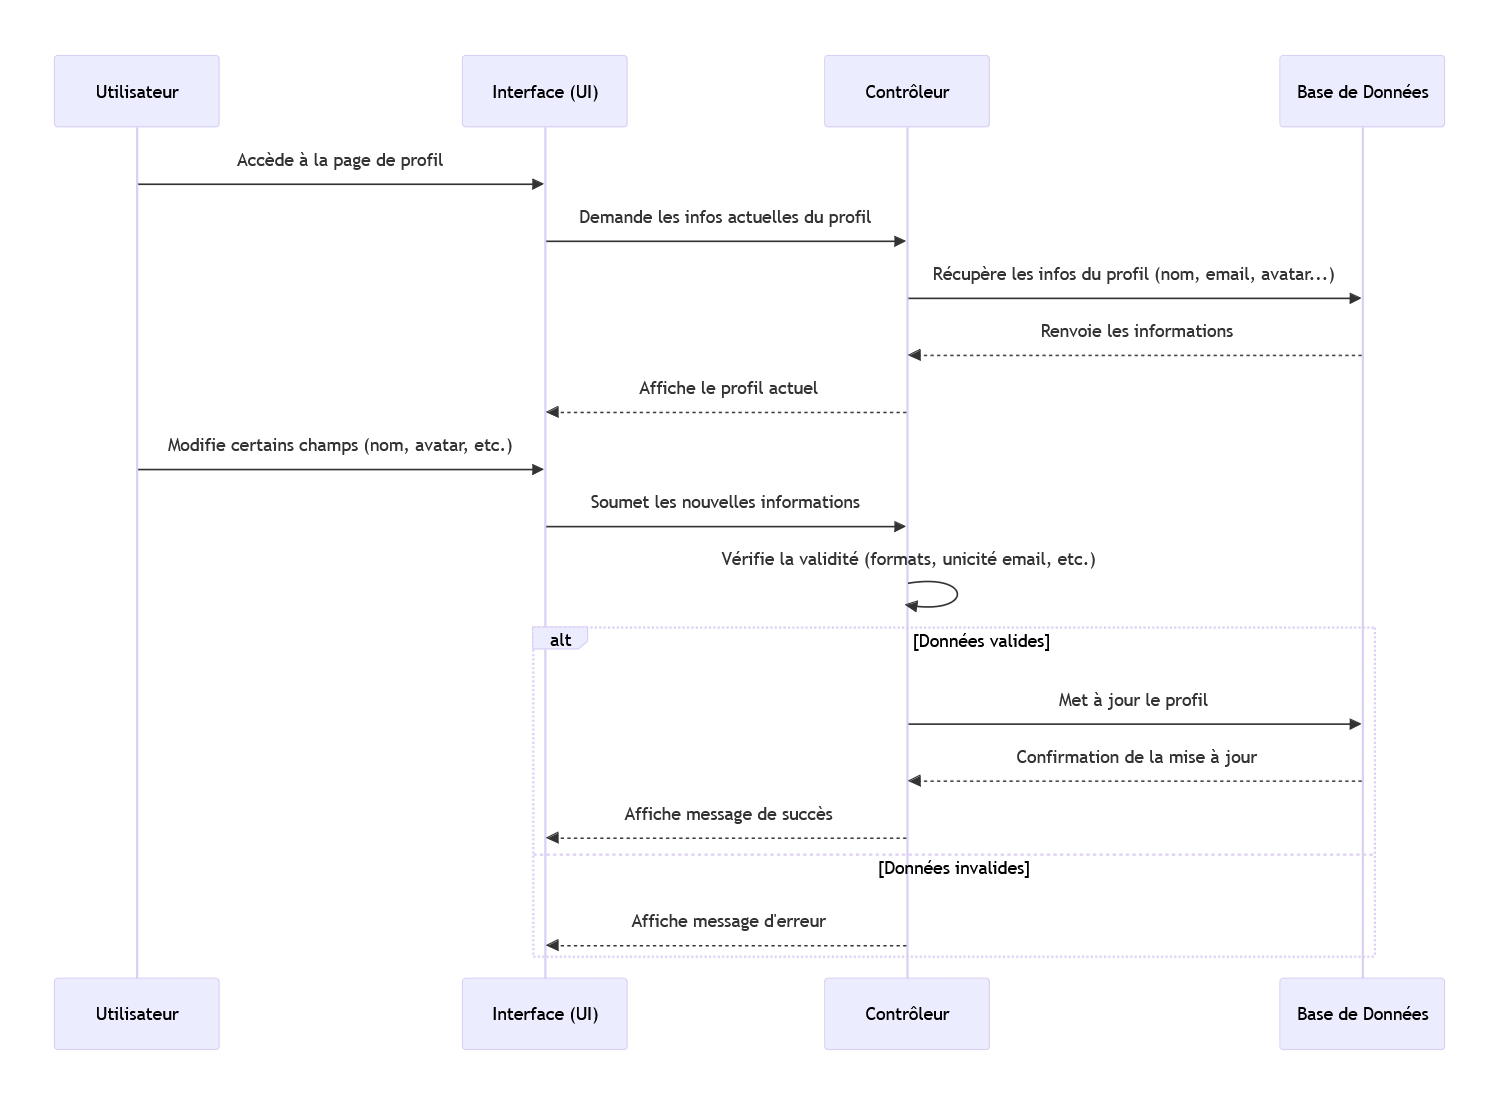 Utilisateur
Interface (UI)
Contrôleur
Base de Données
Accède à la page de profil
Demande les infos actuelles du profil
Récupère les infos du profil (nom, email, avatar...)
Renvoie les informations
Affiche le profil actuel
Modifie certains champs (nom, avatar, etc.)
Soumet les nouvelles informations
Vérifie la validité (formats, unicité email, etc.)
alt
[Données valides]
Met à jour le profil
Confirmation de la mise à jour
Affiche message de succès
[Données invalides]
Affiche message d'erreur
Utilisateur
Interface (UI)
Contrôleur
Base de Données